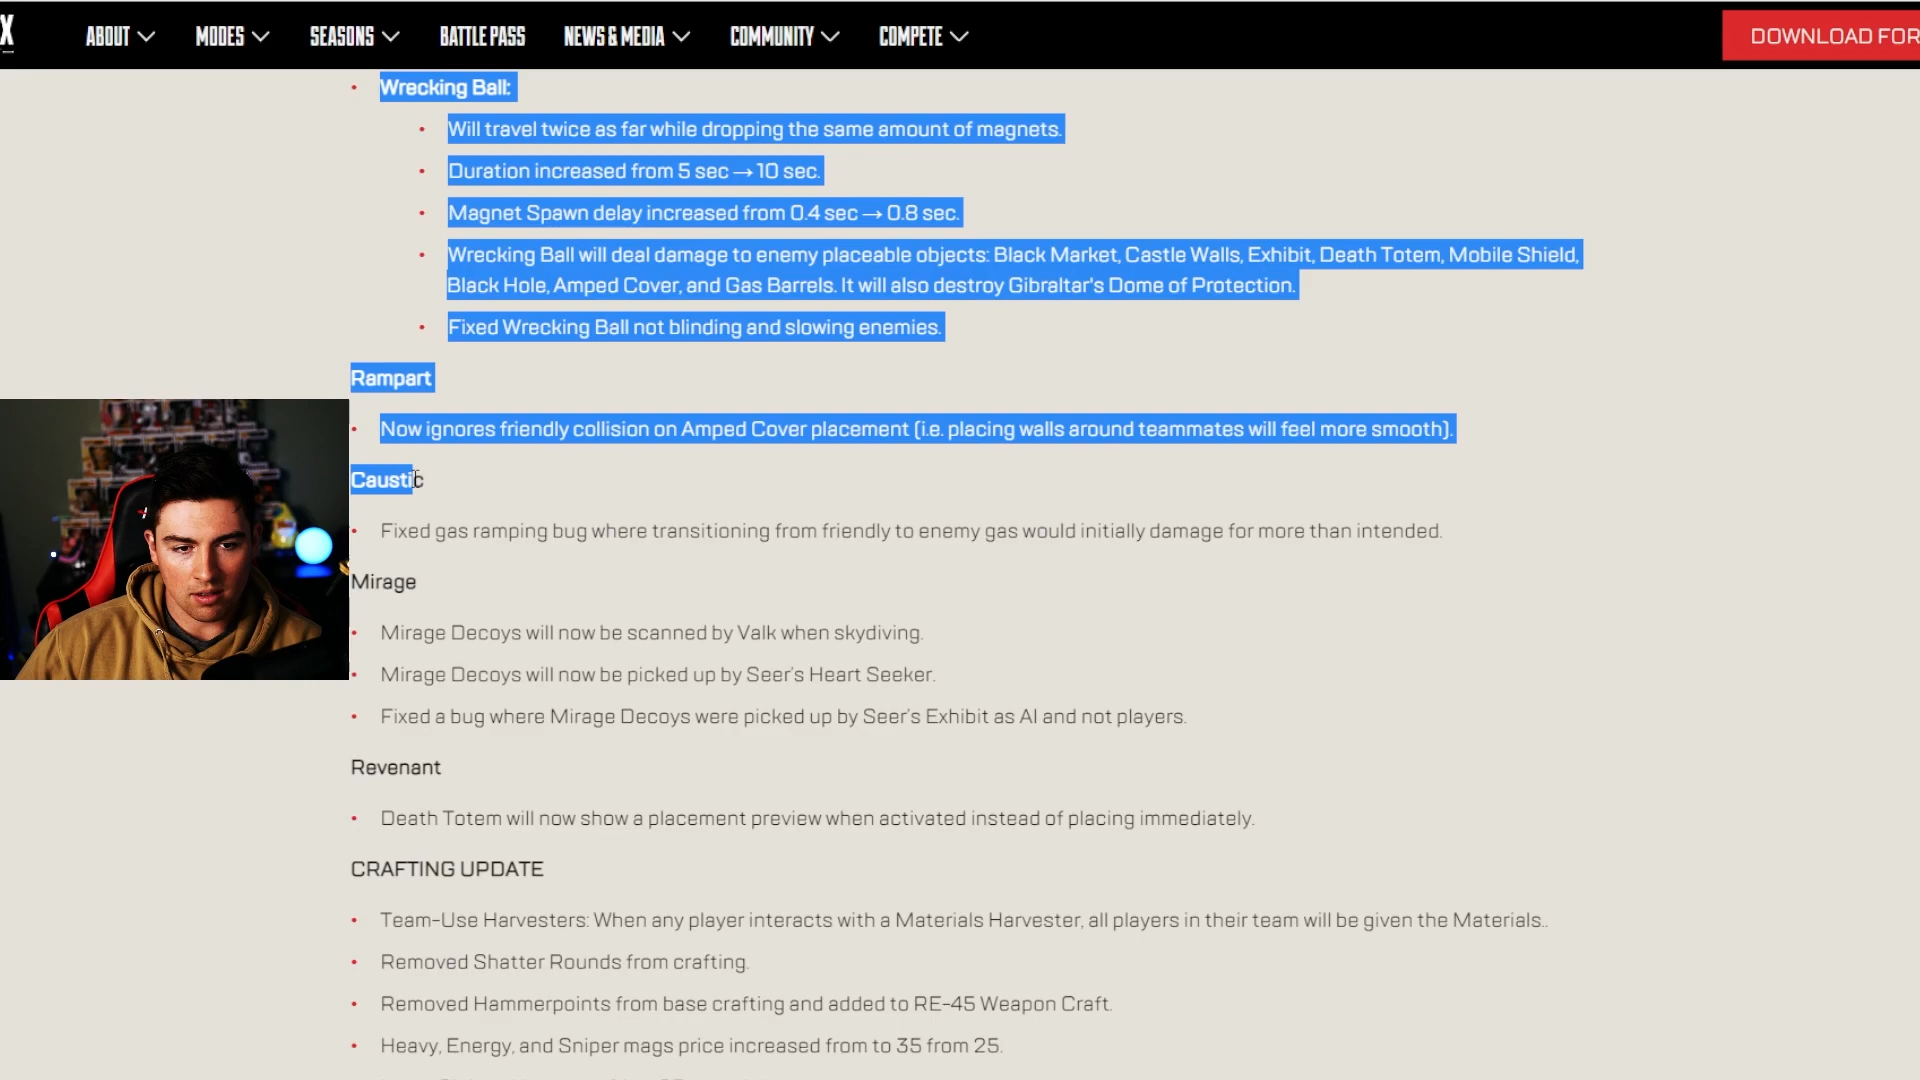 X ABOUT MODES SEASONS BATTLE PASS NEWS & MEDIA COMMUNITY COMPETE DOWNLOAD FOR
• Wrecking Ball:
• Will travel twice as far while dropping the same amount of magnets.
• Duration increased from 5 sec → 10 sec.
• Magnet Spawn delay increased from 0.4 sec → 0.8 sec.
• Wrecking Ball will deal damage to enemy placeable objects: Black Market, Castle Walls, Exhibit, Death Totem, Mobile Shield,
Black Hole, Amped Cover, and Gas Barrels. It will also destroy Gibraltar's Dome of Protection.
• Fixed Wrecking Ball not blinding and slowing enemies.
Rampart
• Now ignores friendly collision on Amped Cover placement (i.e. placing walls around teammates will feel more smooth).
Caustic
• Fixed gas ramping bug where transitioning from friendly to enemy gas would initially damage for more than intended.
Mirage
• Mirage Decoys will now be scanned by Valk when skydiving.
• Mirage Decoys will now be picked up by Seer's Heart Seeker.
• Fixed a bug where Mirage Decoys were picked up by Seer's Exhibit as AI and not players.
Revenant
• Death Totem will now show a placement preview when activated instead of placing immediately.
CRAFTING UPDATE
• Team-Use Harvesters: When any player interacts with a Materials Harvester, all players in their team will be given the Materials..
• Removed Shatter Rounds from crafting.
• Removed Hammerpoints from base crafting and added to RE-45 Weapon Craft.
• Heavy, Energy, and Sniper mags price increased from to 35 from 25.